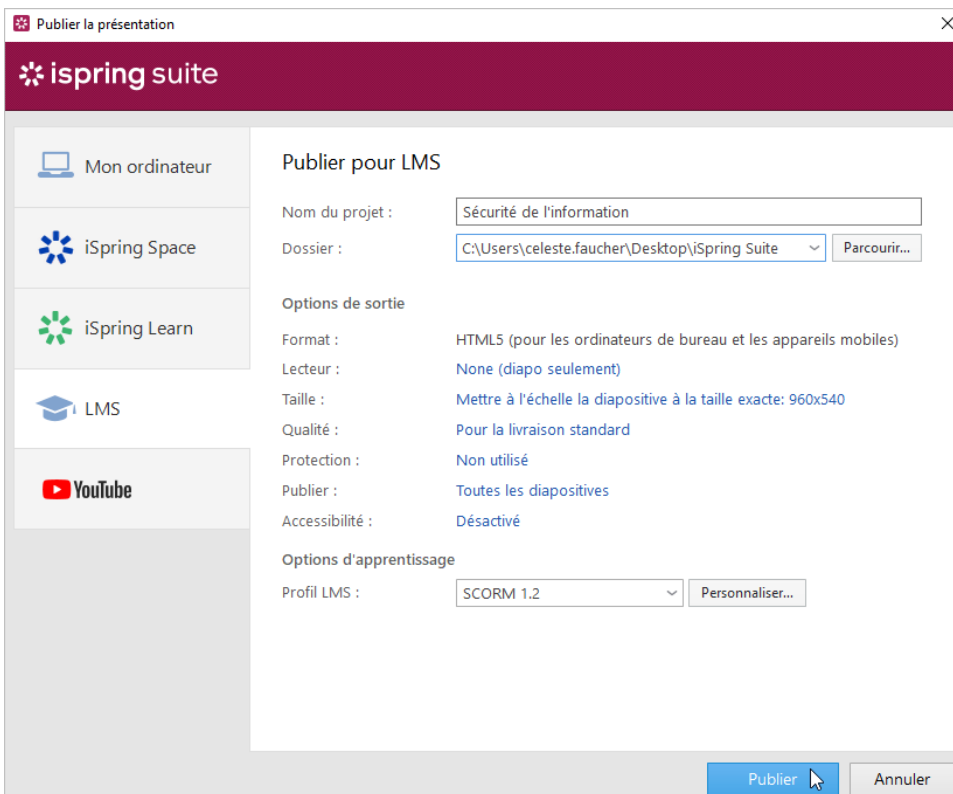 Publier la présentation
ispring suite
Mon ordinateur
iSpring Space
iSpring Learn
LMS
YouTube
Publier pour LMS
Nom du projet : Sécurité de l'information
Dossier : C:\Users\celeste.faucher\Desktop\iSpring Suite Parcourir...
Options de sortie
Format : HTML5 (pour les ordinateurs de bureau et les appareils mobiles)
Lecteur : None (diapo seulement)
Taille : Mettre à l'échelle la diapositive à la taille exacte: 960x540
Qualité : Pour la livraison standard
Protection : Non utilisé
Publier : Toutes les diapositives
Accessibilité : Désactivé
Options d'apprentissage
Profil LMS : SCORM 1.2 Personnaliser...
Publier Annuler